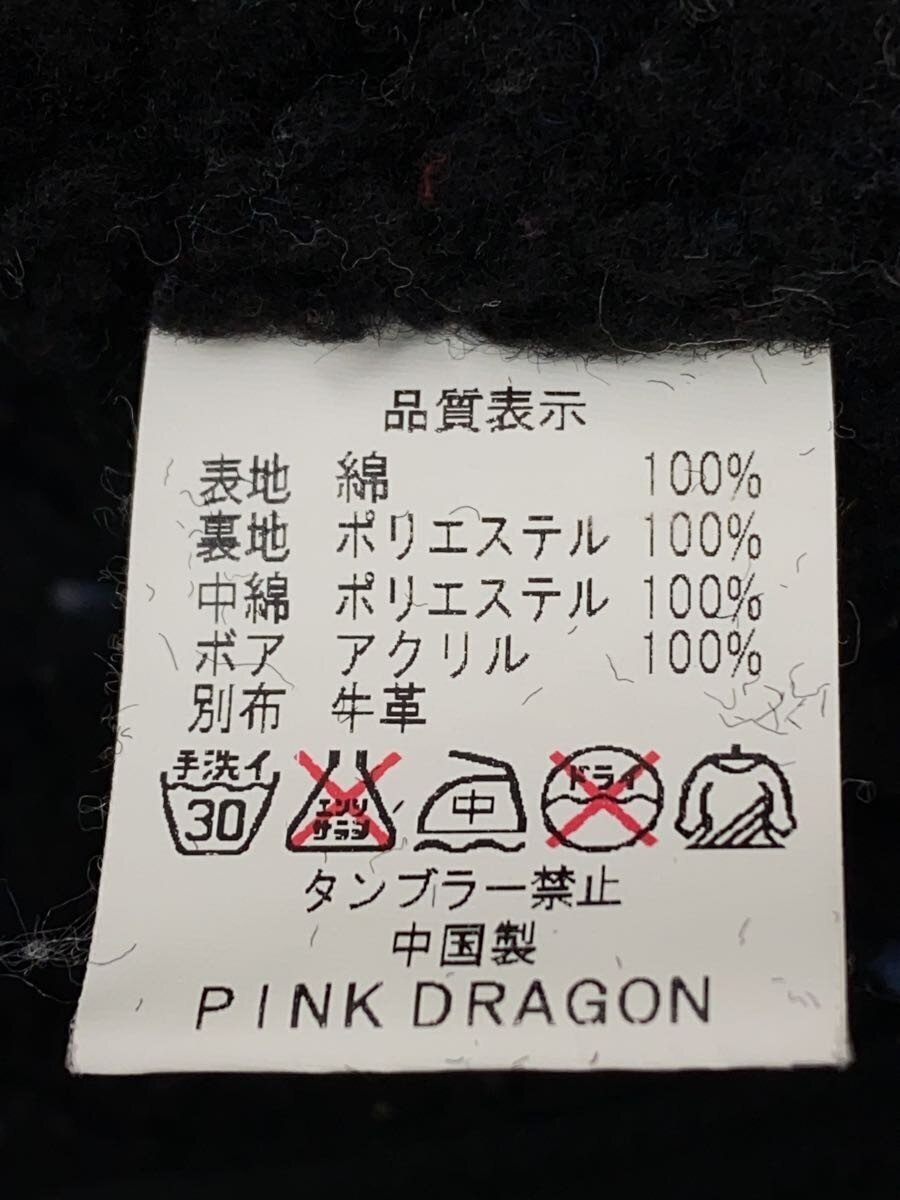 品質表示
表地 綿 100%
裏地 ポリエステル 100%
中綿 ポリエステル 100%
ボア アクリル 100%
別布 牛革
手洗イ 30 エンソサラシ 中 ドライ
タンブラー禁止
中国製
PINK DRAGON